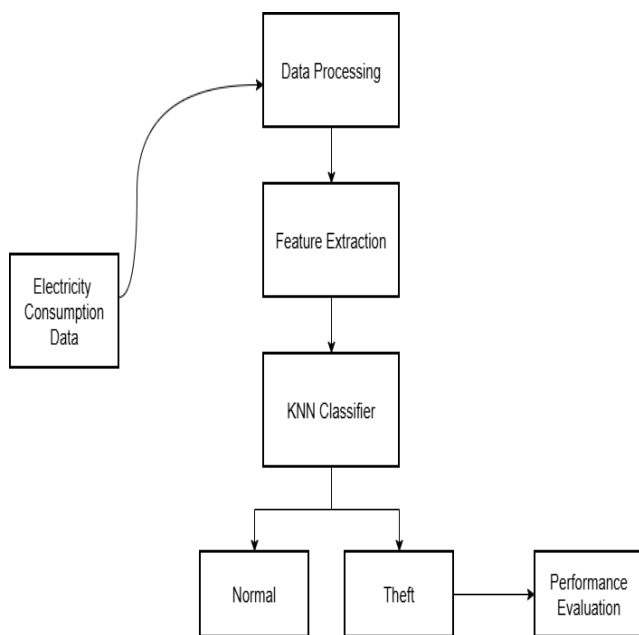 Data Processing
Feature Extraction
Electricity
Consumption
Data
KNN Classifier
Normal
Theft
Performance
Evaluation